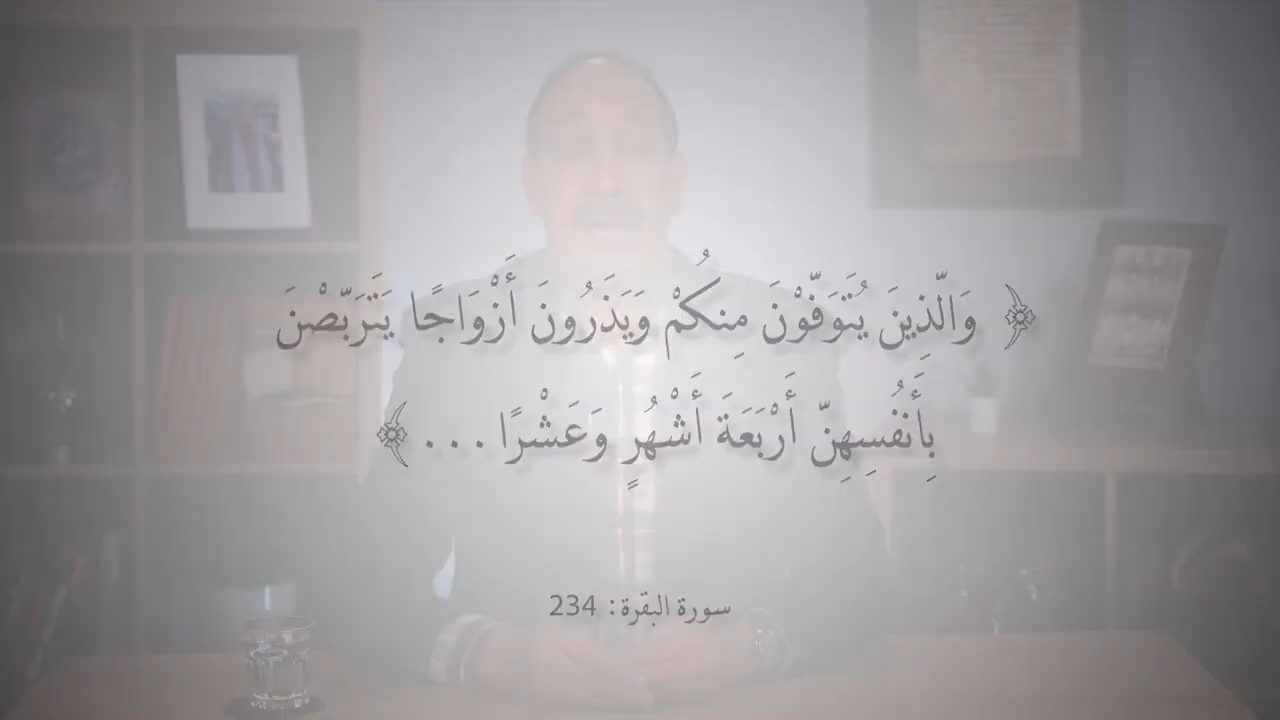 ﴿ وَالَّذِينَ يُتَوَفَّوْنَ مِنكُمْ وَيَذَرُونَ أَزْوَاجًا يَتَرَبَّصْنَ
بِأَنفُسِهِنَّ أَرْبَعَةَ أَشْهُرٍ وَعَشْرًا ... ﴾
سورة البقرة: 234